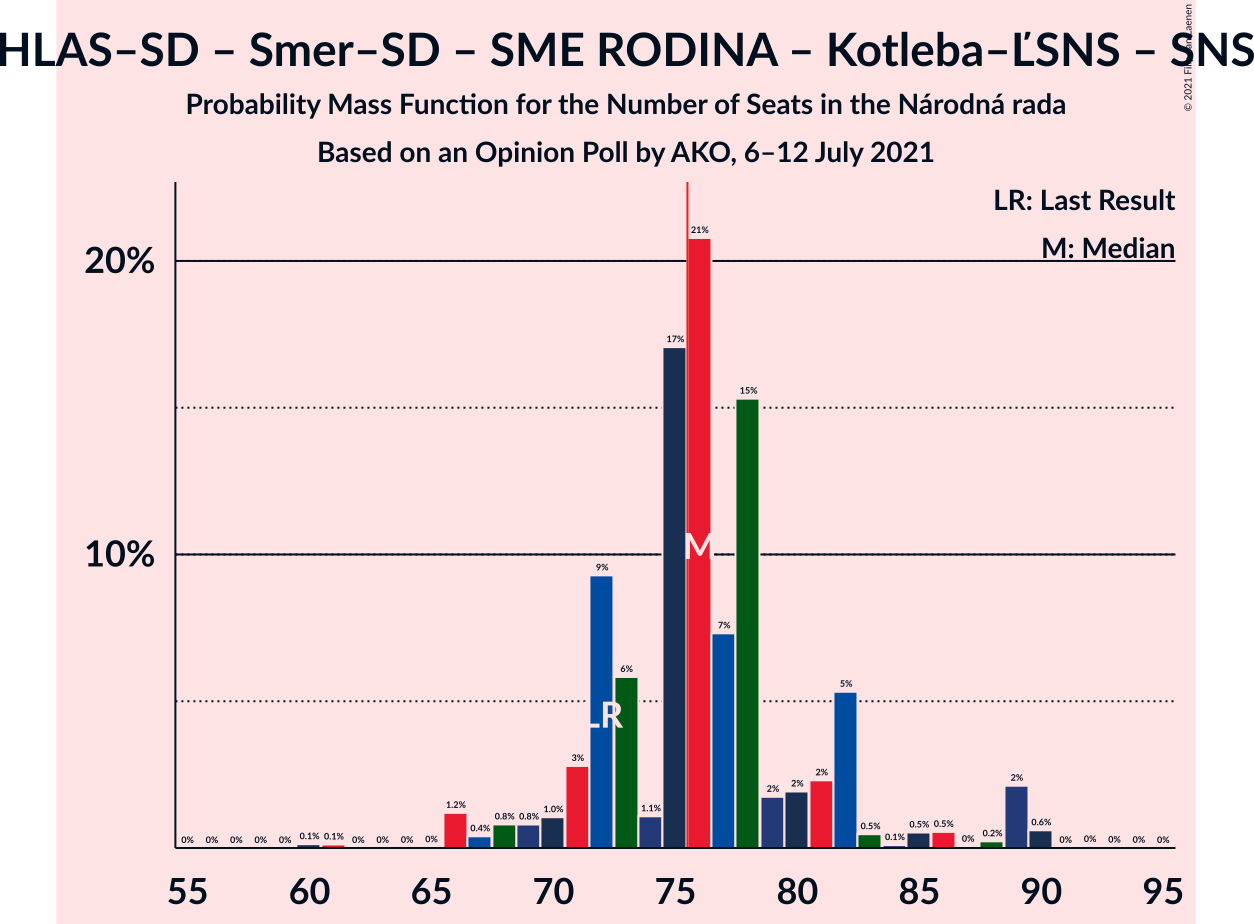 HLAS–SD – Smer–SD – SME RODINA – Kotleba–ĽSNS – SNS
Probability Mass Function for the Number of Seats in the Národná rada
Based on an Opinion Poll by AKO, 6–12 July 2021
© 2021
LR: Last Result
M: Median
20%
10%
0% 0% 0% 0% 0% 0.1% 0.1% 0% 0% 0% 0% 1.2% 0.4% 0.8% 0.8% 1.0% 3% 9% 6% 1.1% 17% 21% 7% 15% 2% 2% 2% 5% 0.5% 0.1% 0.5% 0.5% 0% 0.2% 2% 0.6% 0% 0% 0% 0% 0%
LR
M
55 60 65 70 75 80 85 90 95